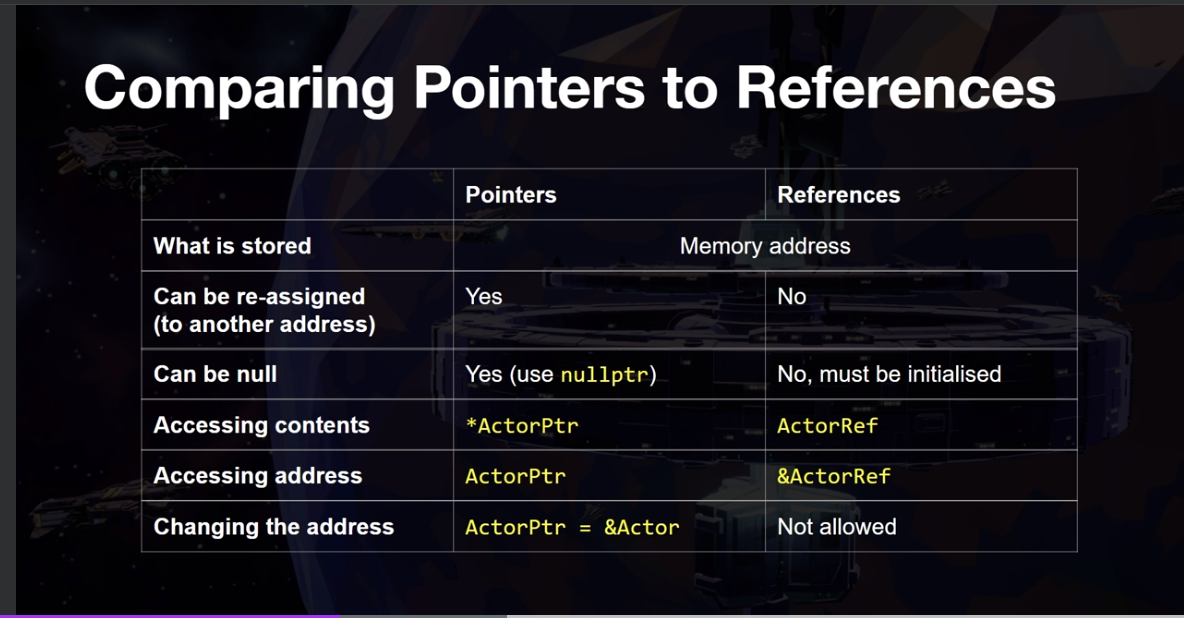 Comparing Pointers to References
Pointers References
What is stored Memory address
Can be re-assigned Yes No
(to another address)
Can be null Yes (use nullptr) No, must be initialised
Accessing contents *ActorPtr ActorRef
Accessing address ActorPtr &ActorRef
Changing the address ActorPtr = &Actor Not allowed